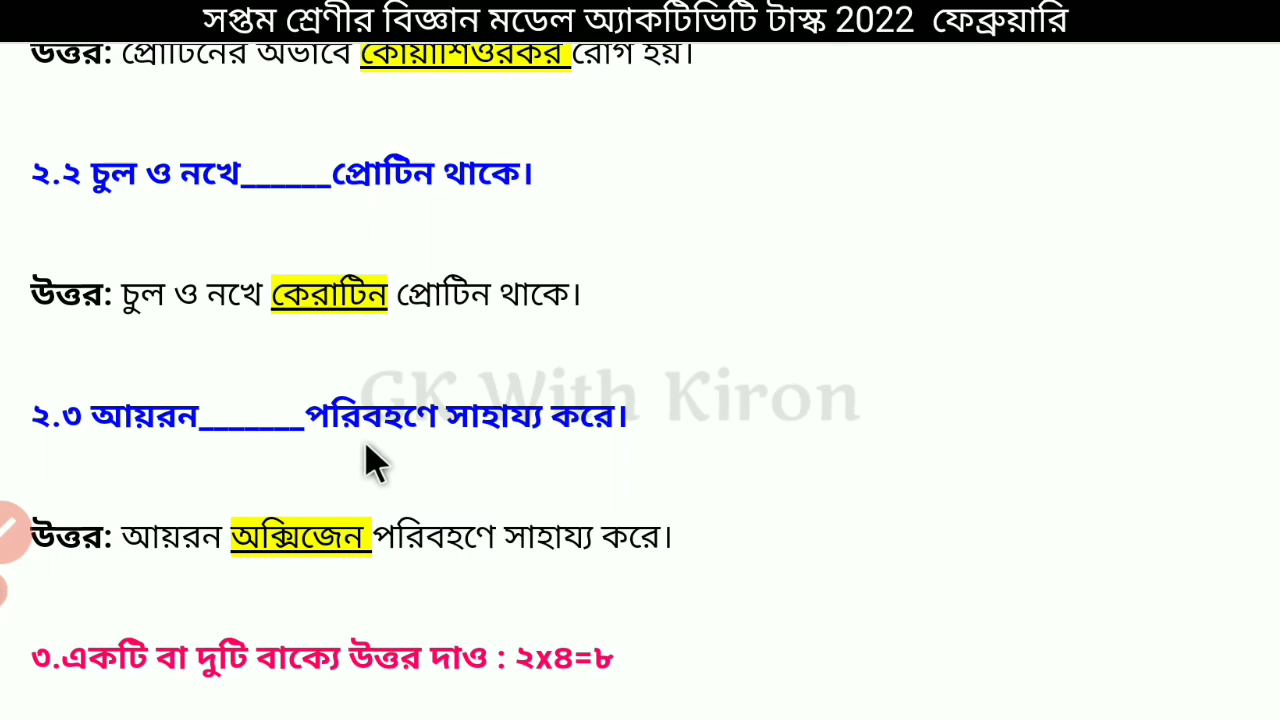 সপ্তম শ্রেণীর বিজ্ঞান মডেল অ্যাকটিভিটি টাস্ক 2022 ফেব্রুয়ারি
উত্তর: প্রোটিনের অভাবে কোয়াশিওরকর রোগ হয়।
২.২ চুল ও নখে______প্রোটিন থাকে।
উত্তর: চুল ও নখে কেরাটিন প্রোটিন থাকে।
GK With Kiron
২.৩ আয়রন_______পরিবহণে সাহায্য করে।
উত্তর: আয়রন অক্সিজেন পরিবহণে সাহায্য করে।
৩.একটি বা দুটি বাক্যে উত্তর দাও : ২x৪=৮